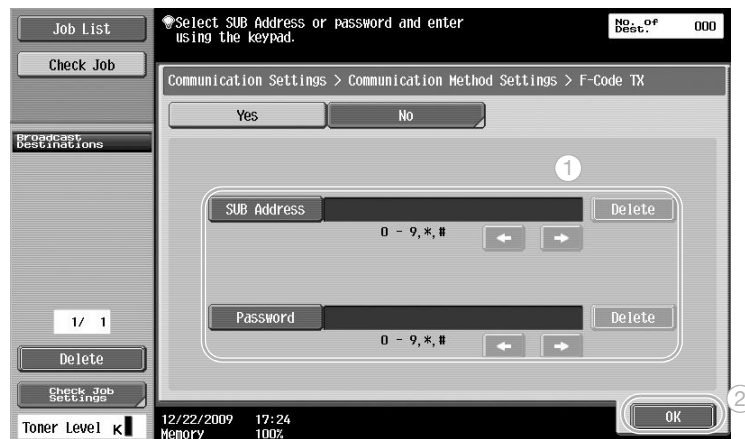 Job List
Check Job
Select SUB Address or password and enter
using the keypad.
No. of
Dest.
000
Communication Settings > Communication Method Settings > F-Code TX
Yes
No
Broadcast
Destinations
1
SUB Address
Delete
0 - 9,*,#
← →
Password
Delete
0 - 9,*,#
← →
1/ 1
Delete
Check Job
Settings
Toner Level K
12/22/2009 17:24
Memory 100%
OK
2